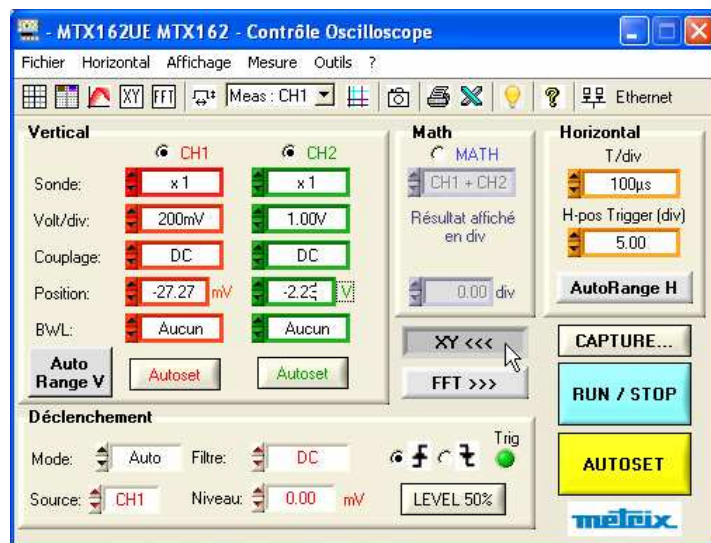 - MTX162UE MTX162 - Contrôle Oscilloscope
Fichier Horizontal Affichage Mesure Outils ?
XY FFT Meas : CH1 Ethernet
Vertical
CH1 CH2
Sonde: x 1 x 1
Volt/div: 200mV 1.00V
Couplage: DC DC
Position: -27.27 mV V
BWL: Aucun Aucun
Auto Range V Autoset Autoset
Math
MATH
CH1 + CH2
Résultat affiché
en div
0.00 div
XY <<<
FFT >>>
Horizontal
T/div
100µs
H-pos Trigger (div)
5.00
AutoRange H
CAPTURE...
RUN / STOP
AUTOSET
metrix
Déclenchement
Mode: Auto Filtre: DC Trig
Source: CH1 Niveau: 0.00 mV LEVEL 50%